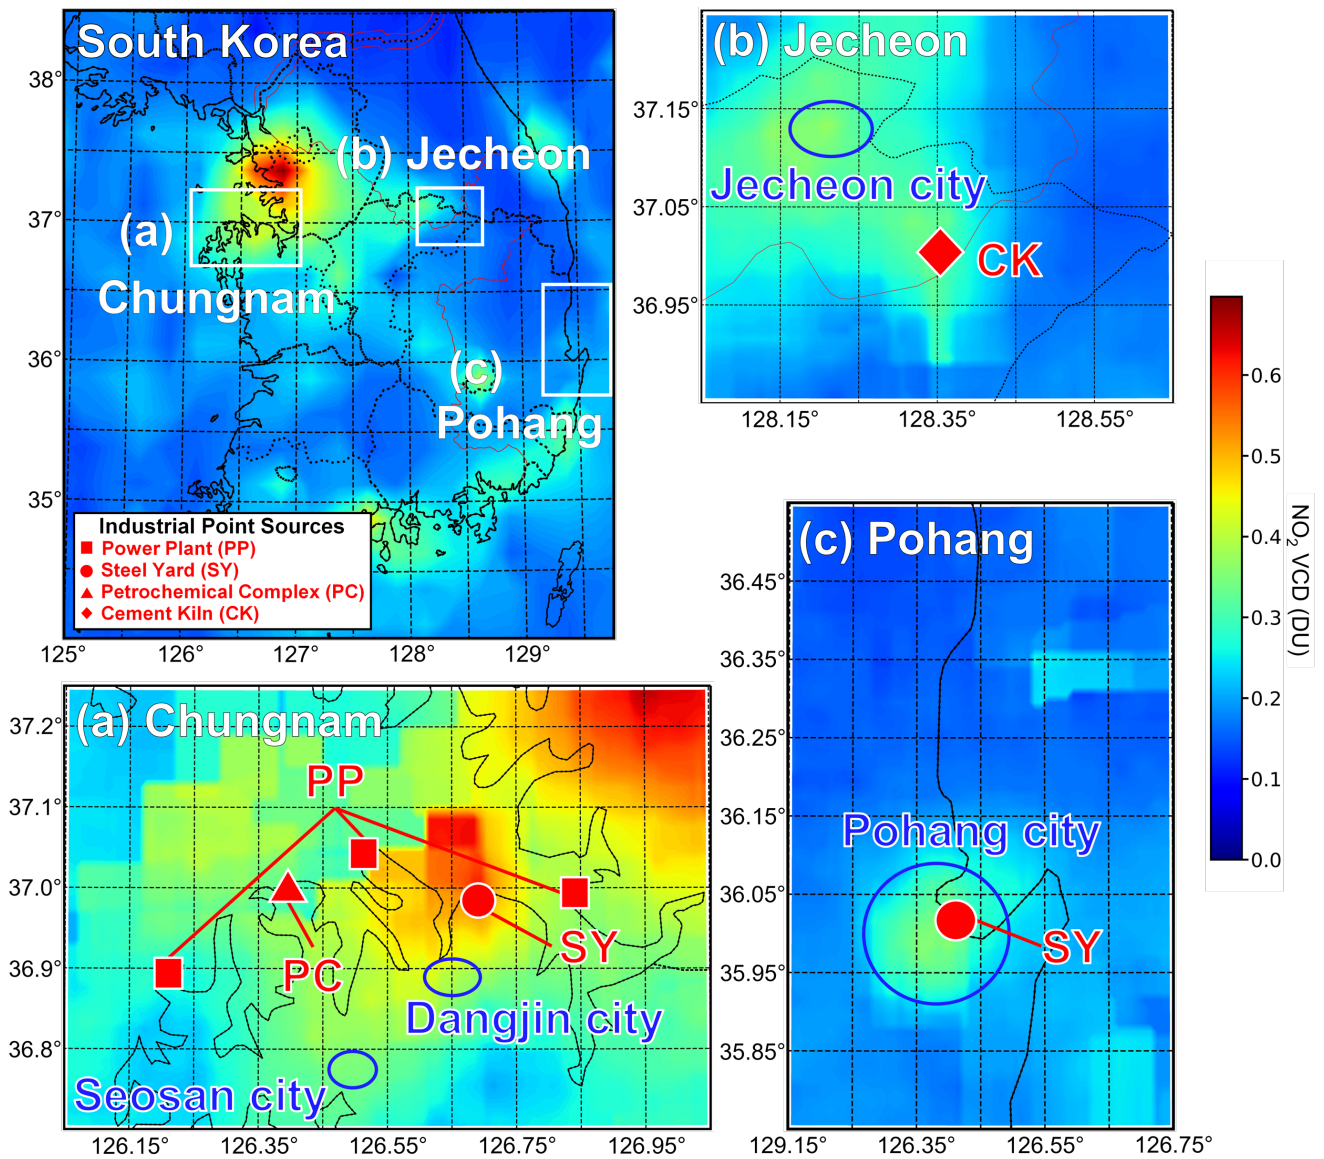 South Korea
38°
37°
36°
35°
125
126
127
128
129
(a)
Chungnam
(b) Jecheon
(c)
Pohang
Industrial Point Sources
Power Plant (PP)
Steel Yard (SY)
Petrochemical Complex (PC)
Cement Kiln (CK)
(b) Jecheon
37.15°
37.05°
36.95°
128.15°
128.35°
128.55°
Jecheon city
CK
(a) Chungnam
37.2°
37.1°
37.0°
36.9°
36.8°
126.15°
126.35°
126.55°
126.75°
126.95°
PP
PC
SY
Dangjin city
Seosan city
(c) Pohang
36.45°
36.35°
36.25°
36.15°
36.05°
35.95°
35.85°
129.15°
126.35°
126.55°
126.75°
Pohang city
SY
0.6
0.5
0.4
0.3
0.2
0.1
0.0
NO₂ VCD (DU)